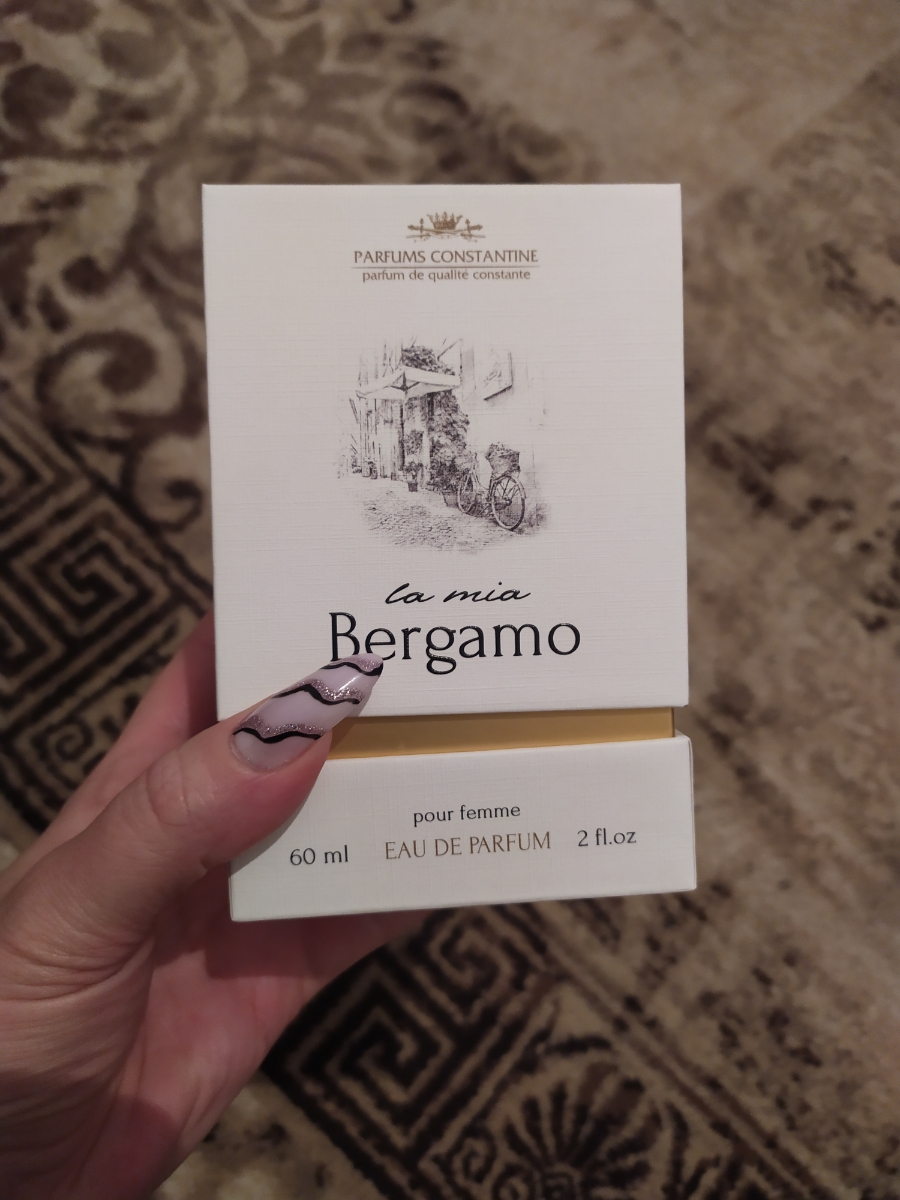 PARFUMS CONSTANTINE
parfum de qualité constante
la mia
Bergamo
pour femme
60 ml EAU DE PARFUM 2 fl.oz